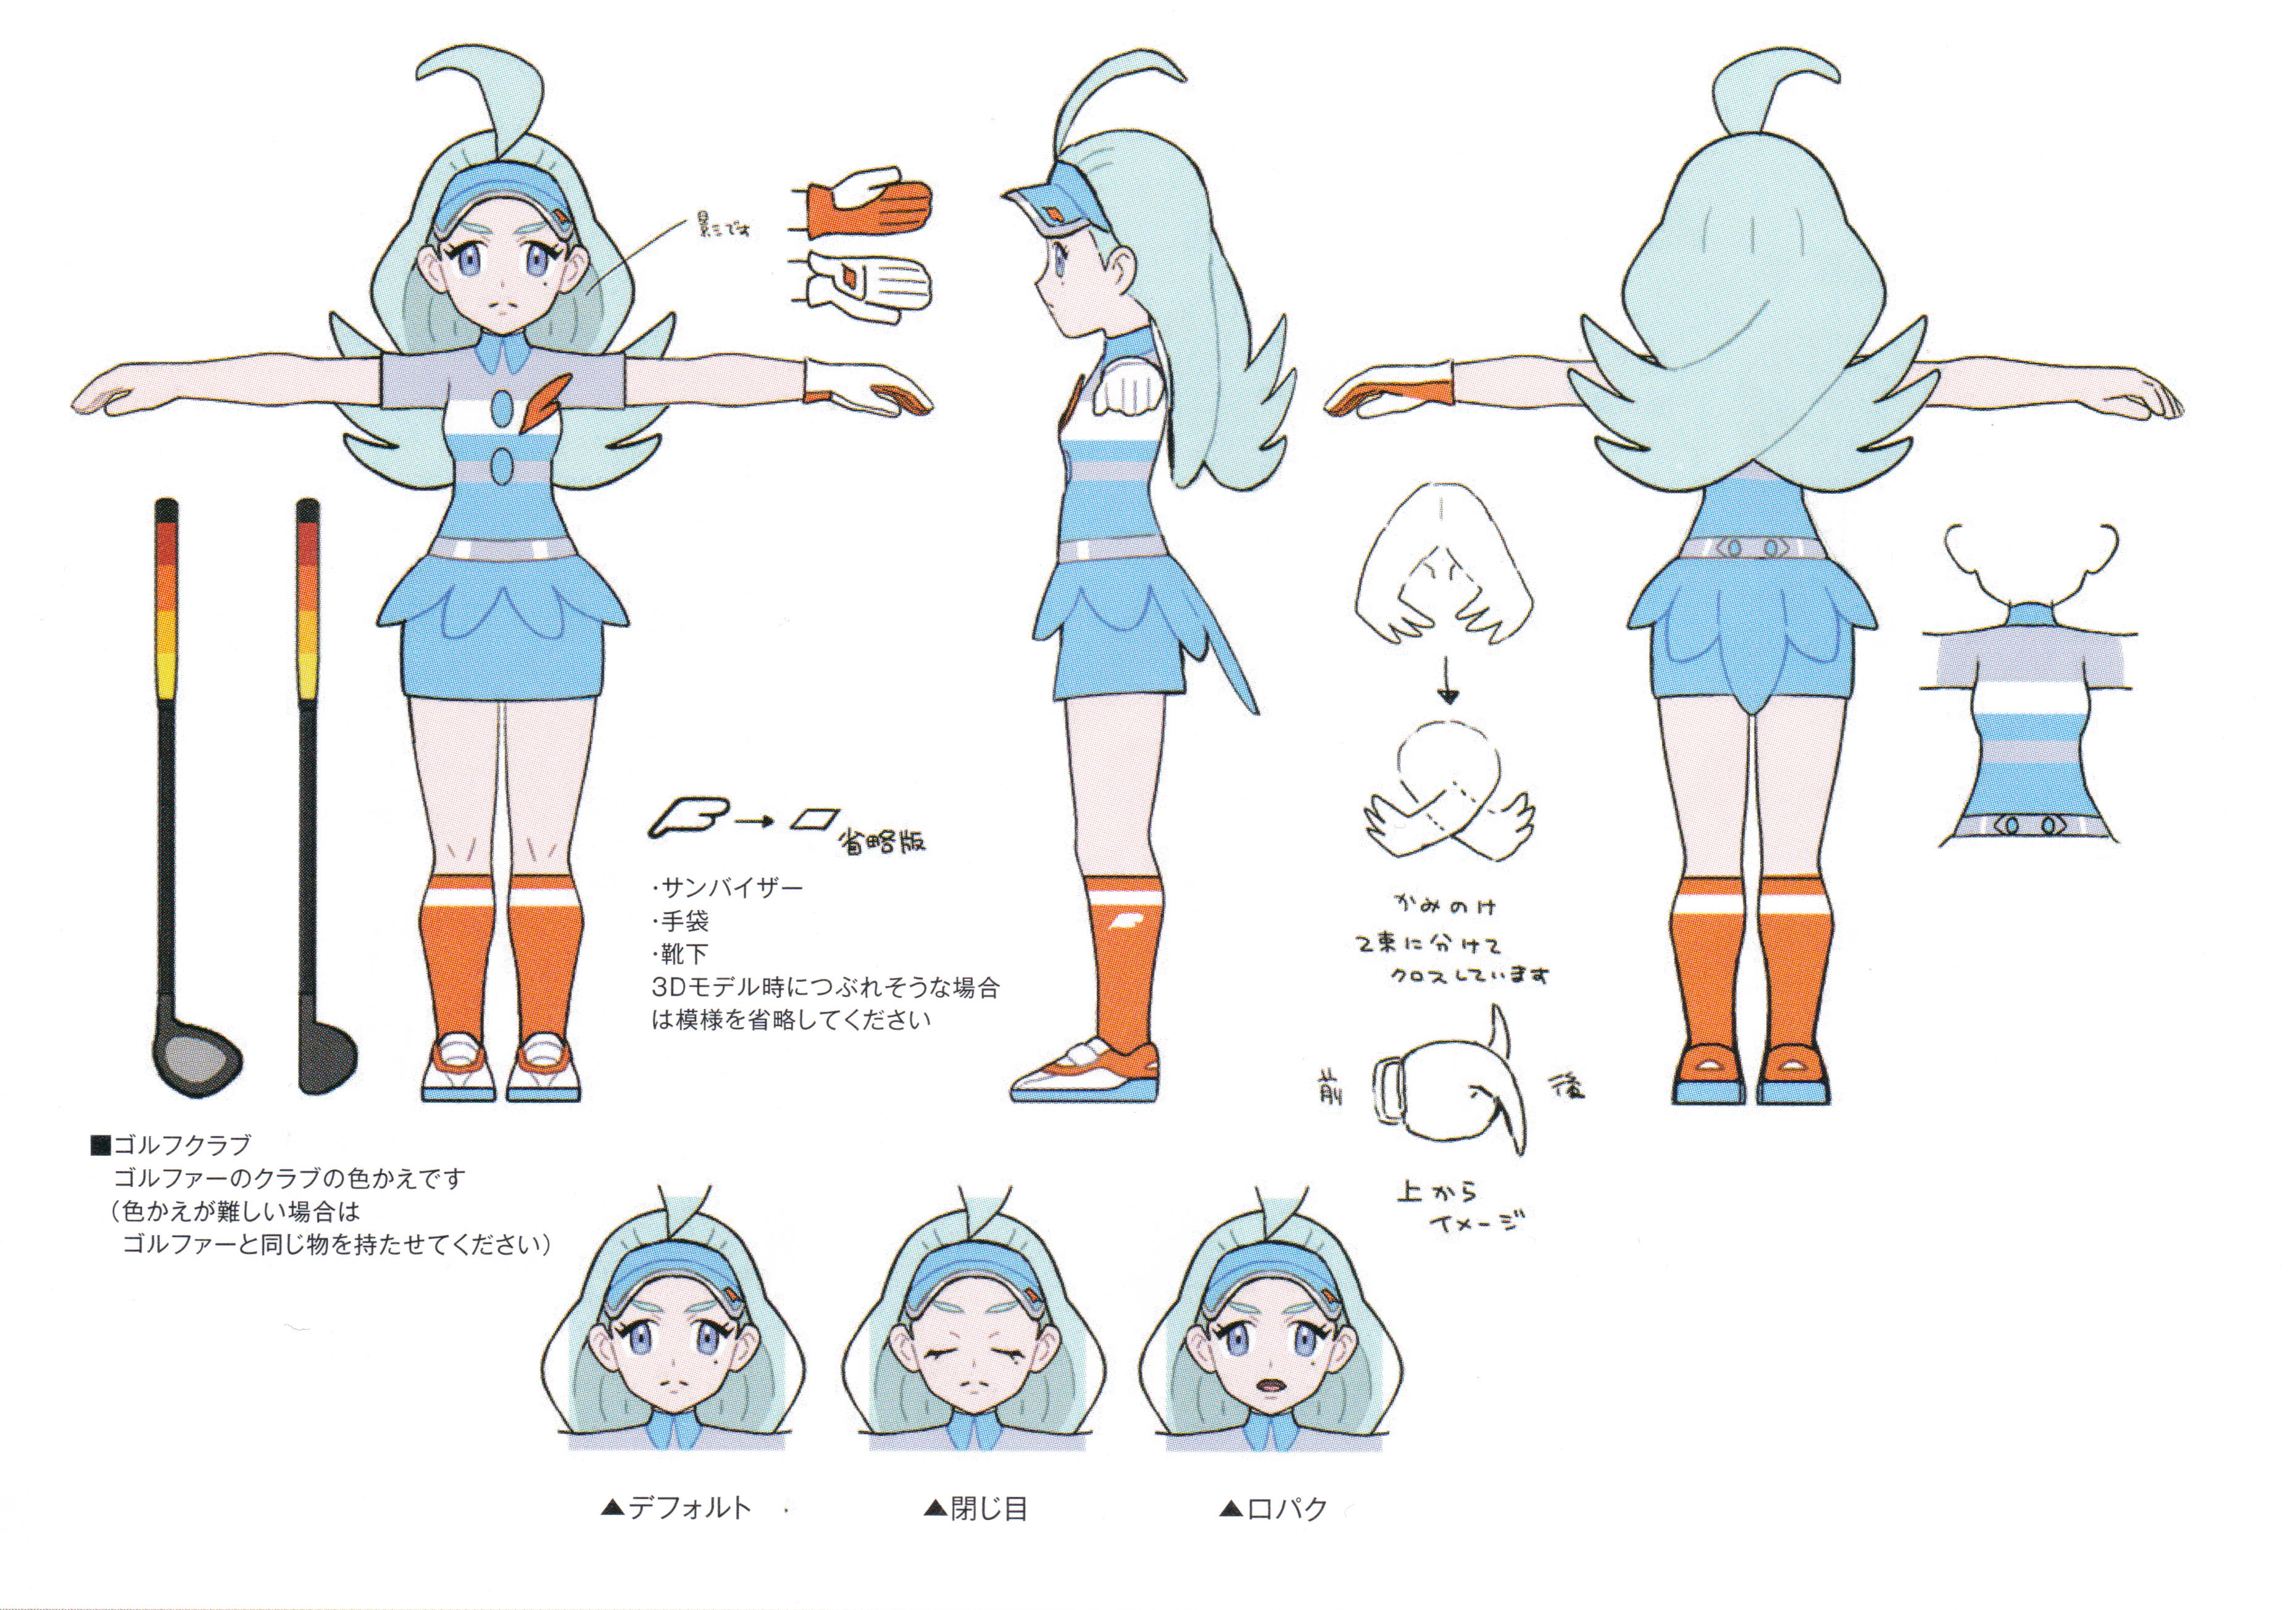 影です
省略版
・サンバイザー
・手袋
・靴下
3Dモデル時につぶれそうな場合
は模様を省略してください
かみのけ
2束に分けて
クロスしています
前
後
上から
イメージ
■ゴルフクラブ
ゴルファーのクラブの色かえです
（色かえが難しい場合は
ゴルファーと同じ物を持たせてください）
▲デフォルト
▲閉じ目
▲口パク